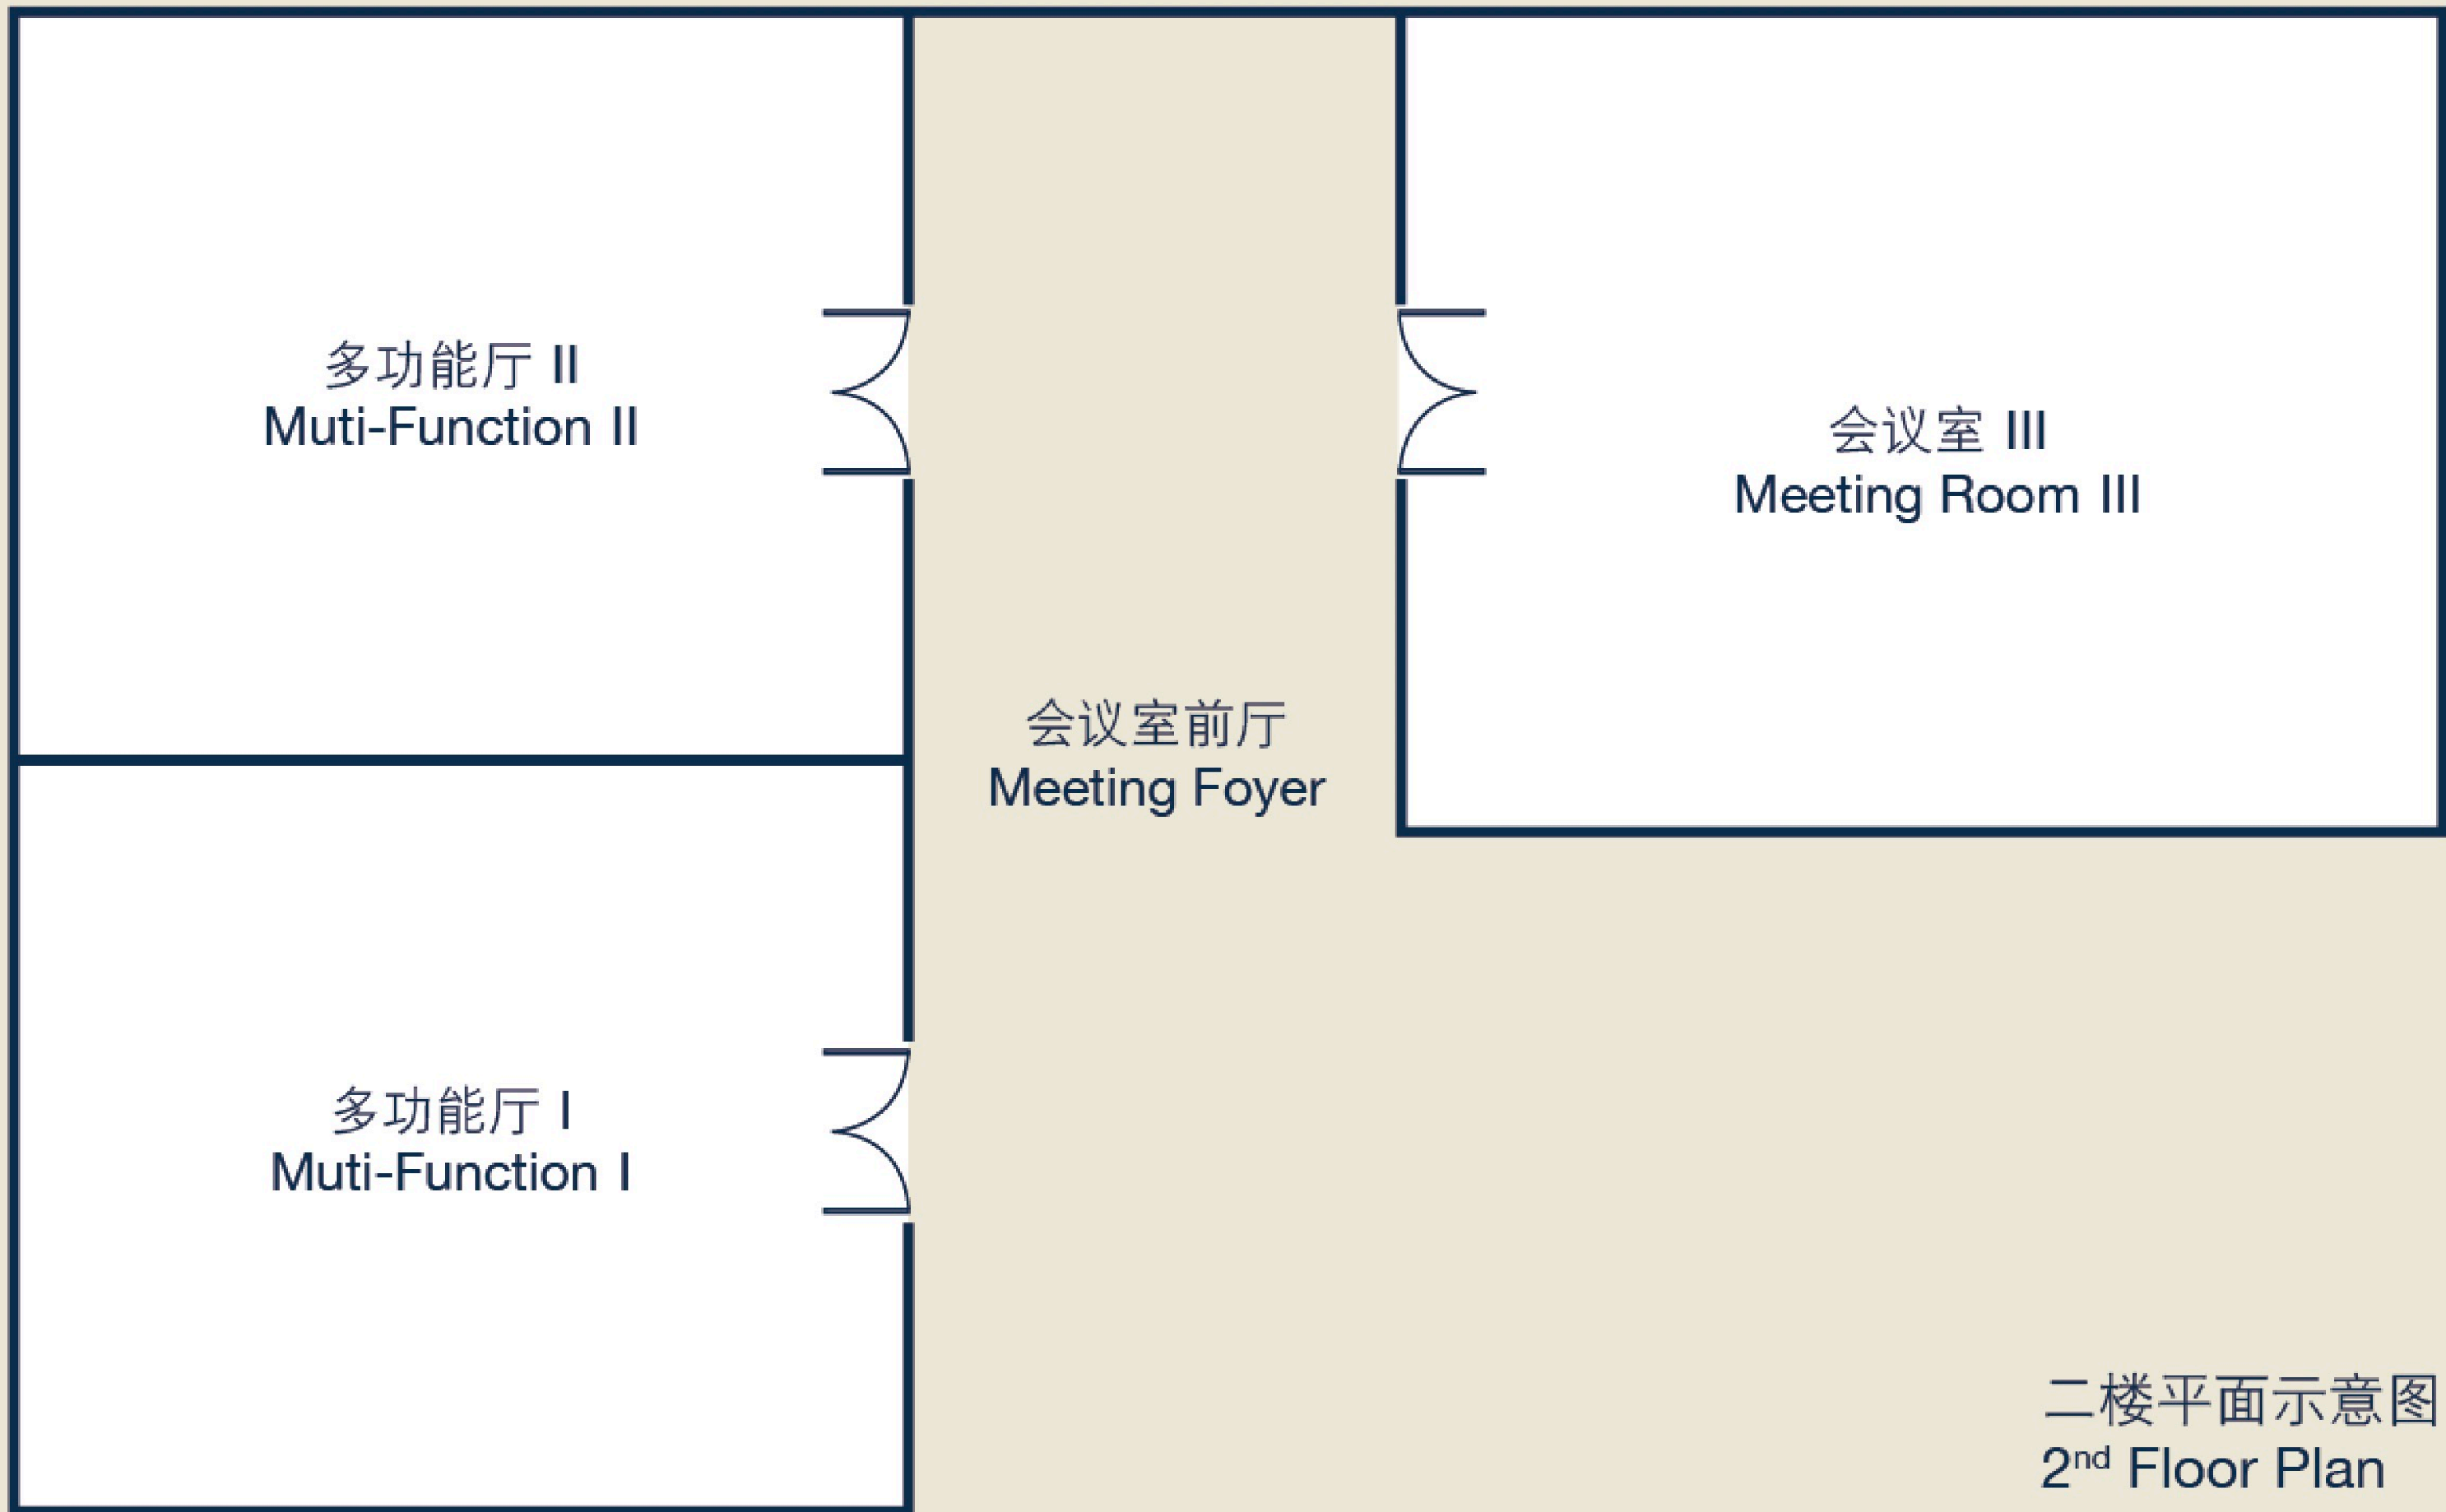 多功能厅 II
Muti-Function II
会议室 III
Meeting Room III
会议室前厅
Meeting Foyer
多功能厅 I
Muti-Function I
二楼平面示意图
2nd Floor Plan